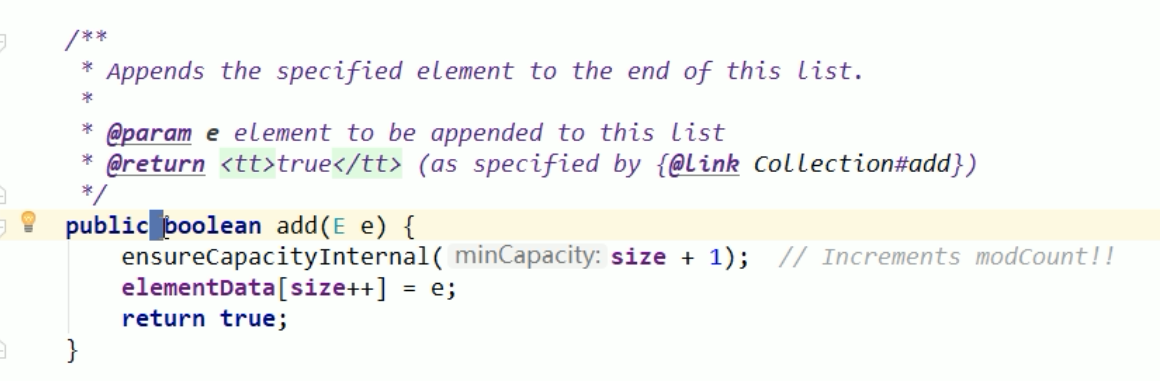 /**
 * Appends the specified element to the end of this list.
 *
 * @param e element to be appended to this list
 * @return <tt>true</tt> (as specified by {@link Collection#add})
 */
public boolean add(E e) {
    ensureCapacityInternal( minCapacity: size + 1);  // Increments modCount!!
    elementData[size++] = e;
    return true;
}